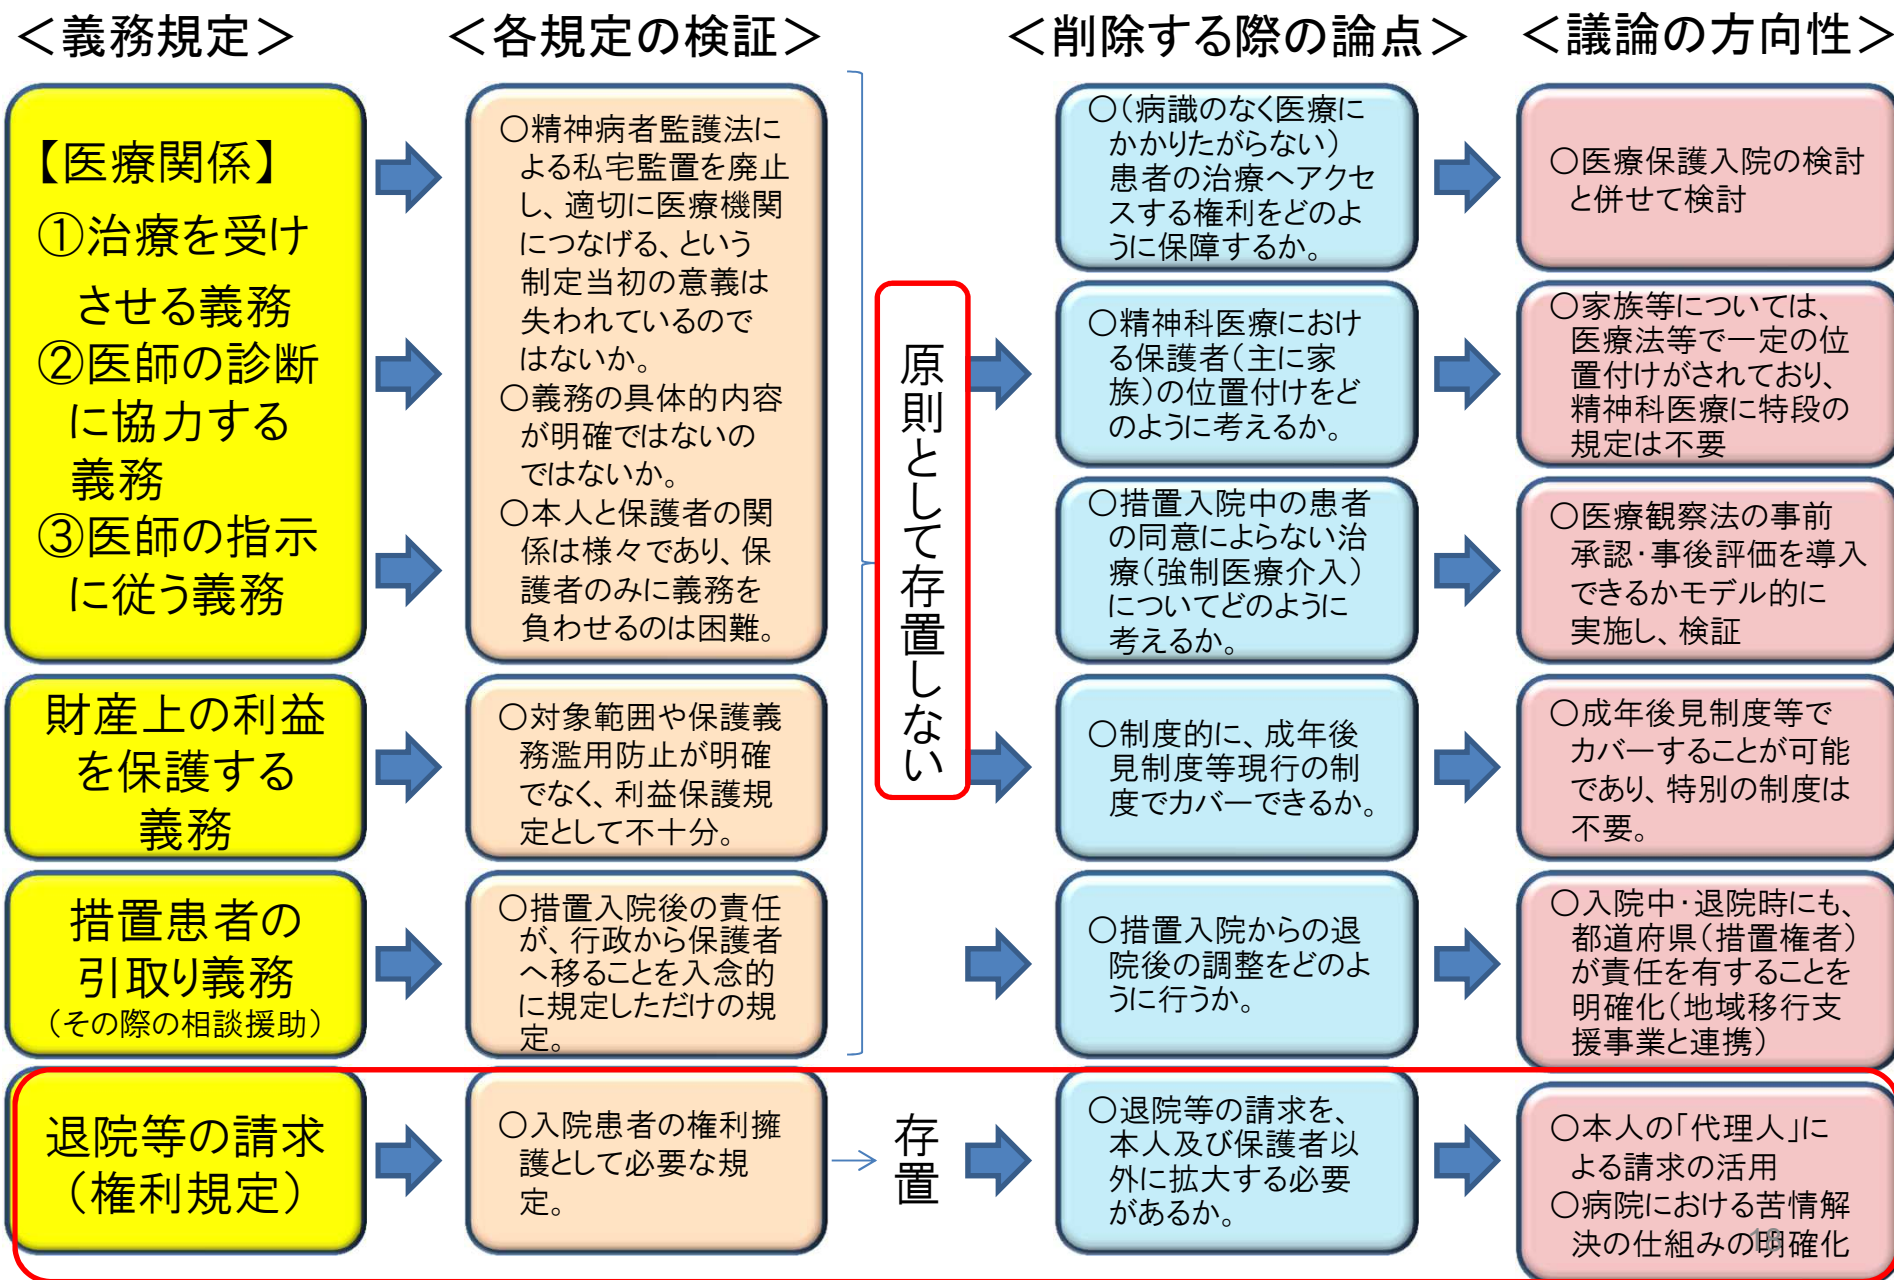 ＜義務規定＞
＜各規定の検証＞
＜削除する際の論点＞
＜議論の方向性＞
【医療関係】
①治療を受け
させる義務
②医師の診断
に協力する
義務
③医師の指示
に従う義務
○精神病者監護法に
よる私宅監置を廃止
し、適切に医療機関
につなげる、という
制定当初の意義は
失われているので
はないか。
○義務の具体的内容
が明確ではないの
ではないか。
○本人と保護者の関
係は様々であり、保
護者のみに義務を
負わせるのは困難。
原則として存置しない
○（病識のなく医療に
かかりたがらない）
患者の治療へアクセ
スする権利をどのよ
うに保障するか。
○医療保護入院の検討
と併せて検討
○精神科医療におけ
る保護者（主に家
族）の位置付けをど
のように考えるか。
○家族等については、
医療法等で一定の位
置付けがされており、
精神科医療に特段の
規定は不要
○措置入院中の患者
の同意によらない治
療（強制医療介入）
についてどのように
考えるか。
○医療観察法の事前
承認・事後評価を導入
できるかモデル的に
実施し、検証
財産上の利益
を保護する
義務
○対象範囲や保護義
務濫用防止が明確
でなく、利益保護規
定として不十分。
○制度的に、成年後
見制度等現行の制
度でカバーできるか。
○成年後見制度等で
カバーすることが可能
であり、特別の制度は
不要。
措置患者の
引取り義務
（その際の相談援助）
○措置入院後の責任
が、行政から保護者
へ移ることを入念的
に規定しただけの規
定。
○措置入院からの退
院後の調整をどのよ
うに行うか。
○入院中・退院時にも、
都道府県（措置権者）
が責任を有することを
明確化（地域移行支
援事業と連携）
退院等の請求
（権利規定）
○入院患者の権利擁
護として必要な規
定。
存置
○退院等の請求を、
本人及び保護者以
外に拡大する必要
があるか。
○本人の「代理人」に
よる請求の活用
○病院における苦情解
決の仕組みの明確化
18